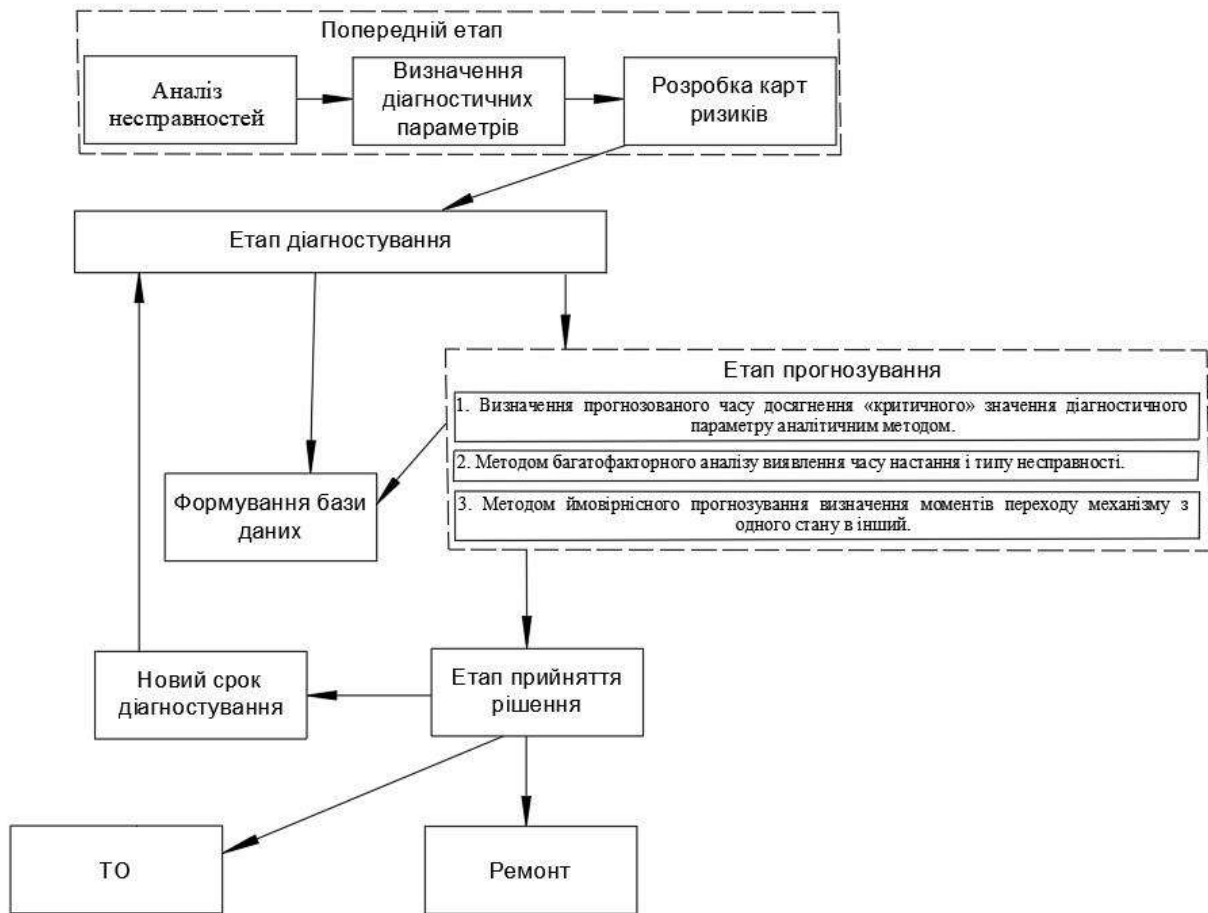 Попередній етап
Аналіз
несправностей
Визначення
діагностичних
параметрів
Розробка карт
ризиків
Етап діагностування
Етап прогнозування
1. Визначення прогнозованого часу досягнення «критичного» значення діагностичного
параметру аналітичним методом.
2. Методом багатофакторного аналізу виявлення часу настання і типу несправності.
3. Методом ймовірнісного прогнозування визначення моментів переходу механізму з
одного стану в інший.
Формування бази
даних
Новий срок
діагностування
Етап прийняття
рішення
ТО
Ремонт